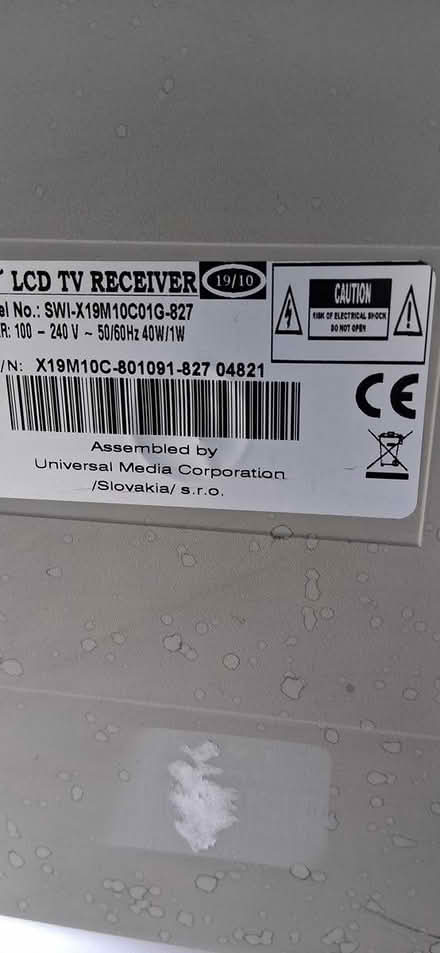 LCD TV RECEIVER 19/10
el No.: SWI-X19M10C01G-827
R: 100 - 240 V ~ 50/60Hz 40W/1W
/N: X19M10C-801091-827 04821
CAUTION
RISK OF ELECTRICAL SHOCK
DO NOT OPEN
CE
Assembled by
Universal Media Corporation
/Slovakia/ s.r.o.